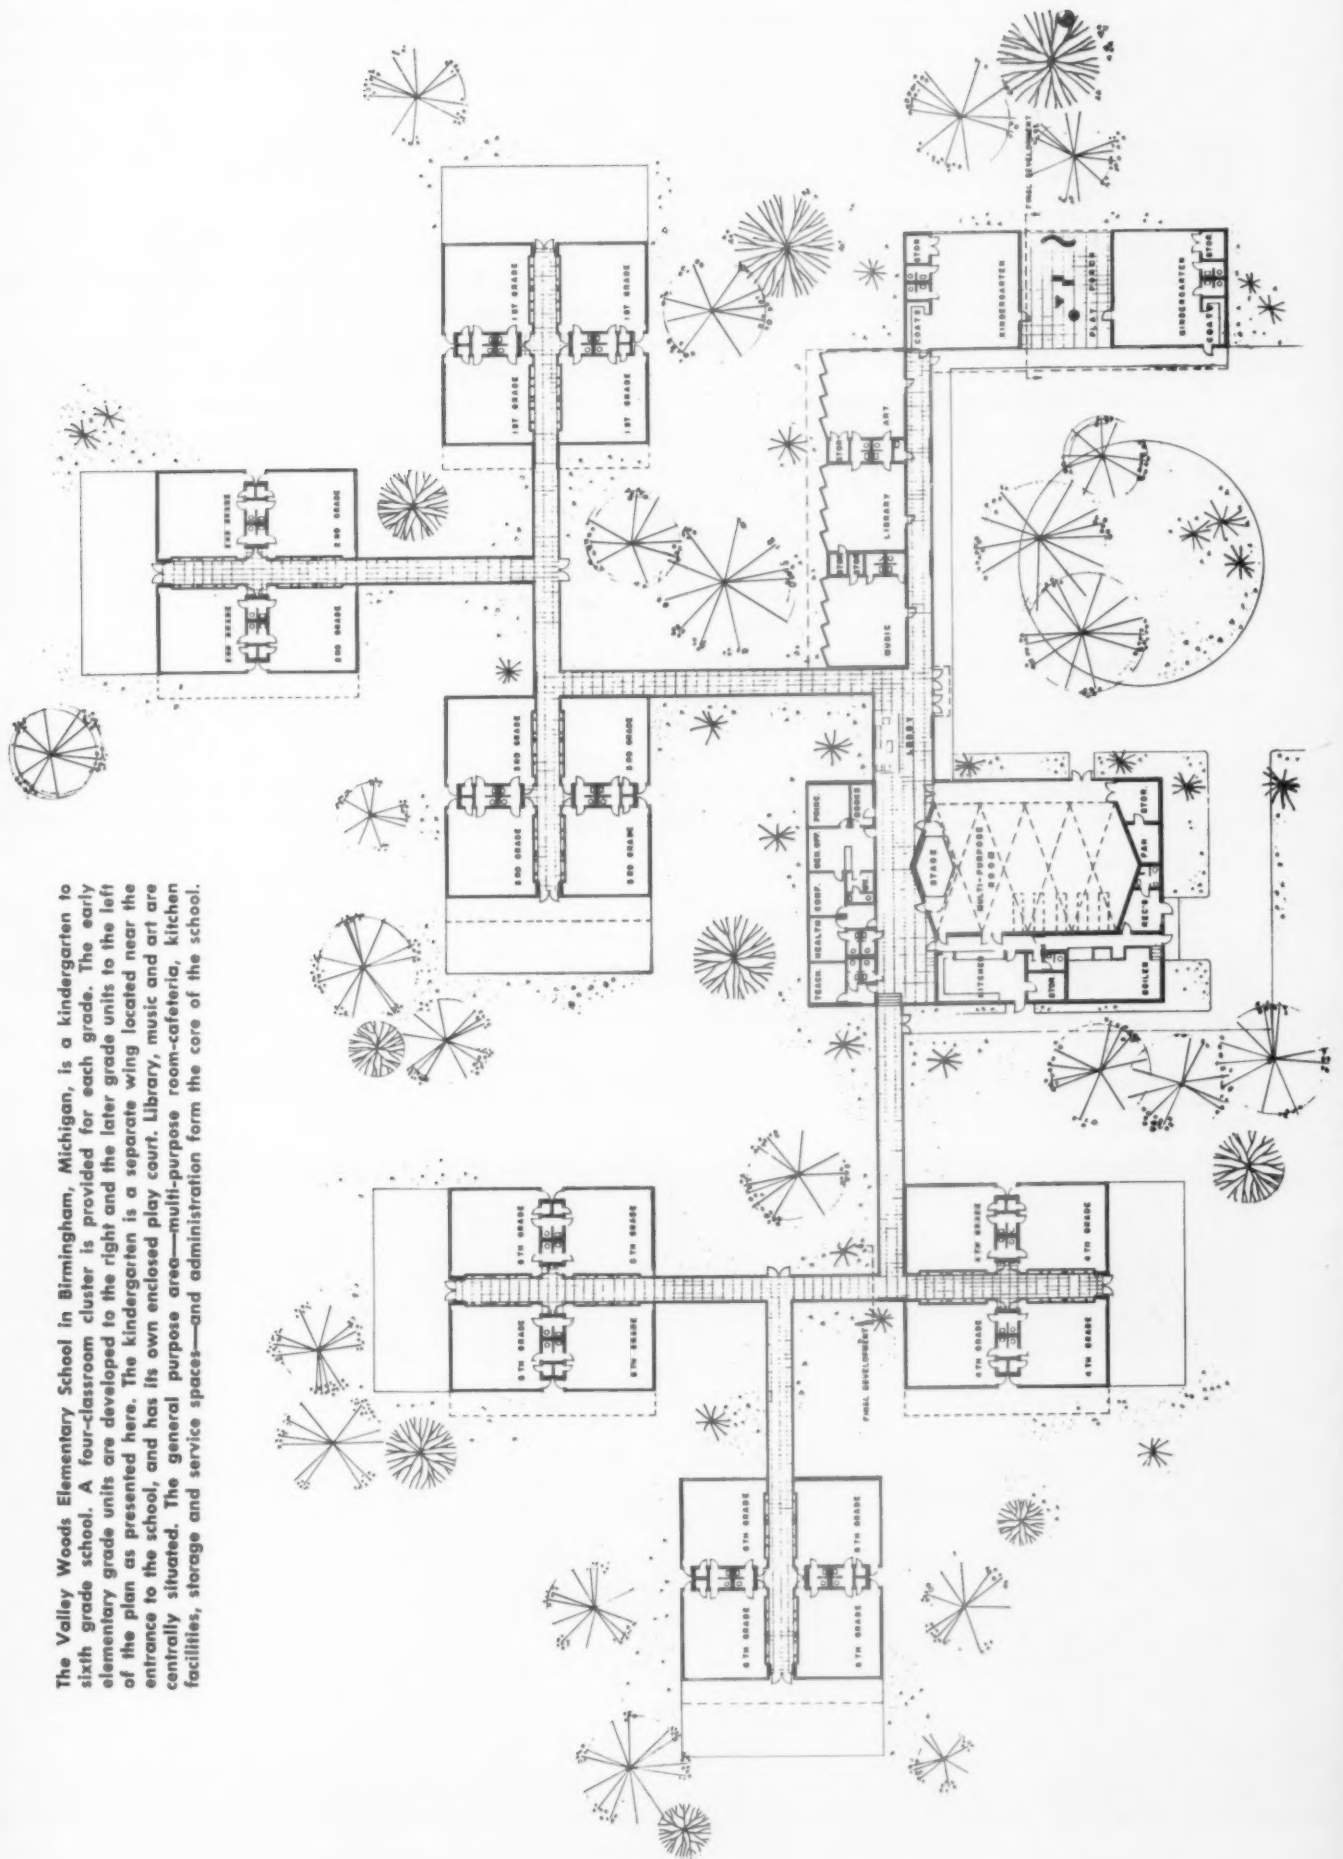 The Valley Woods Elementary School in Birmingham, Michigan, is a kindergarten to
sixth grade school. A four-classroom cluster is provided for each grade. The early
elementary grade units are developed to the right and the later grade units to the left
of the plan as presented here. The kindergarten is a separate wing located near the
entrance to the school, and has its own enclosed play court. Library, music and art are
centrally situated. The general purpose area—multi-purpose room-cafeteria, kitchen
facilities, storage and service spaces—and administration form the core of the school.
2ND GRADE
2ND GRADE
2ND GRADE
2ND GRADE
5TH GRADE
5TH GRADE
5TH GRADE
5TH GRADE
3RD GRADE
3RD GRADE
3RD GRADE
3RD GRADE
1ST GRADE
1ST GRADE
1ST GRADE
1ST GRADE
6TH GRADE
6TH GRADE
6TH GRADE
6TH GRADE
TEACH.
HEALTH
CONF.
GEN. OFF.
PRINC.
BOOKS
LOBBY
MUSIC
STOR
STOR
LIBRARY
STOR
ART
COATS
STOR
FINAL DEVELOPMENT
4TH GRADE
4TH GRADE
4TH GRADE
4TH GRADE
KITCHEN
STOR
BOILER
STAGE
MULTI-PURPOSE
ROOM
REC'G.
FAN
STOR.
KINDERGARTEN
PLAY PORCH
KINDERGARTEN
COATS
STOR
FINAL DEVELOPMENT